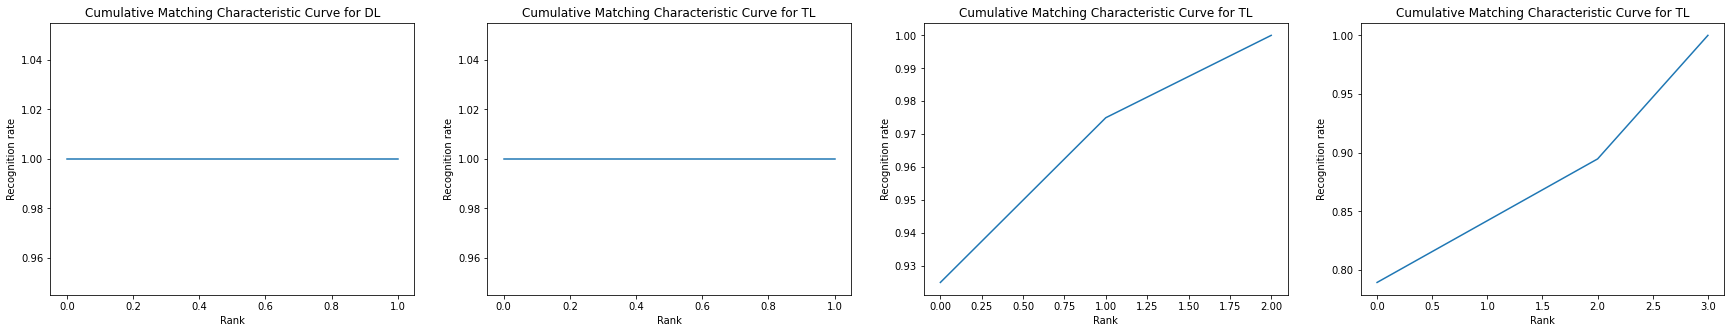 Cumulative Matching Characteristic Curve for DL
1.04
1.02
1.00
0.98
0.96
Recognition rate
0.0 0.2 0.4 0.6 0.8 1.0
Rank
Cumulative Matching Characteristic Curve for TL
1.04
1.02
1.00
0.98
0.96
Recognition rate
0.0 0.2 0.4 0.6 0.8 1.0
Rank
Cumulative Matching Characteristic Curve for TL
1.00
0.99
0.98
0.97
0.96
0.95
0.94
0.93
Recognition rate
0.00 0.25 0.50 0.75 1.00 1.25 1.50 1.75 2.00
Rank
Cumulative Matching Characteristic Curve for TL
1.00
0.95
0.90
0.85
0.80
Recognition rate
0.0 0.5 1.0 1.5 2.0 2.5 3.0
Rank